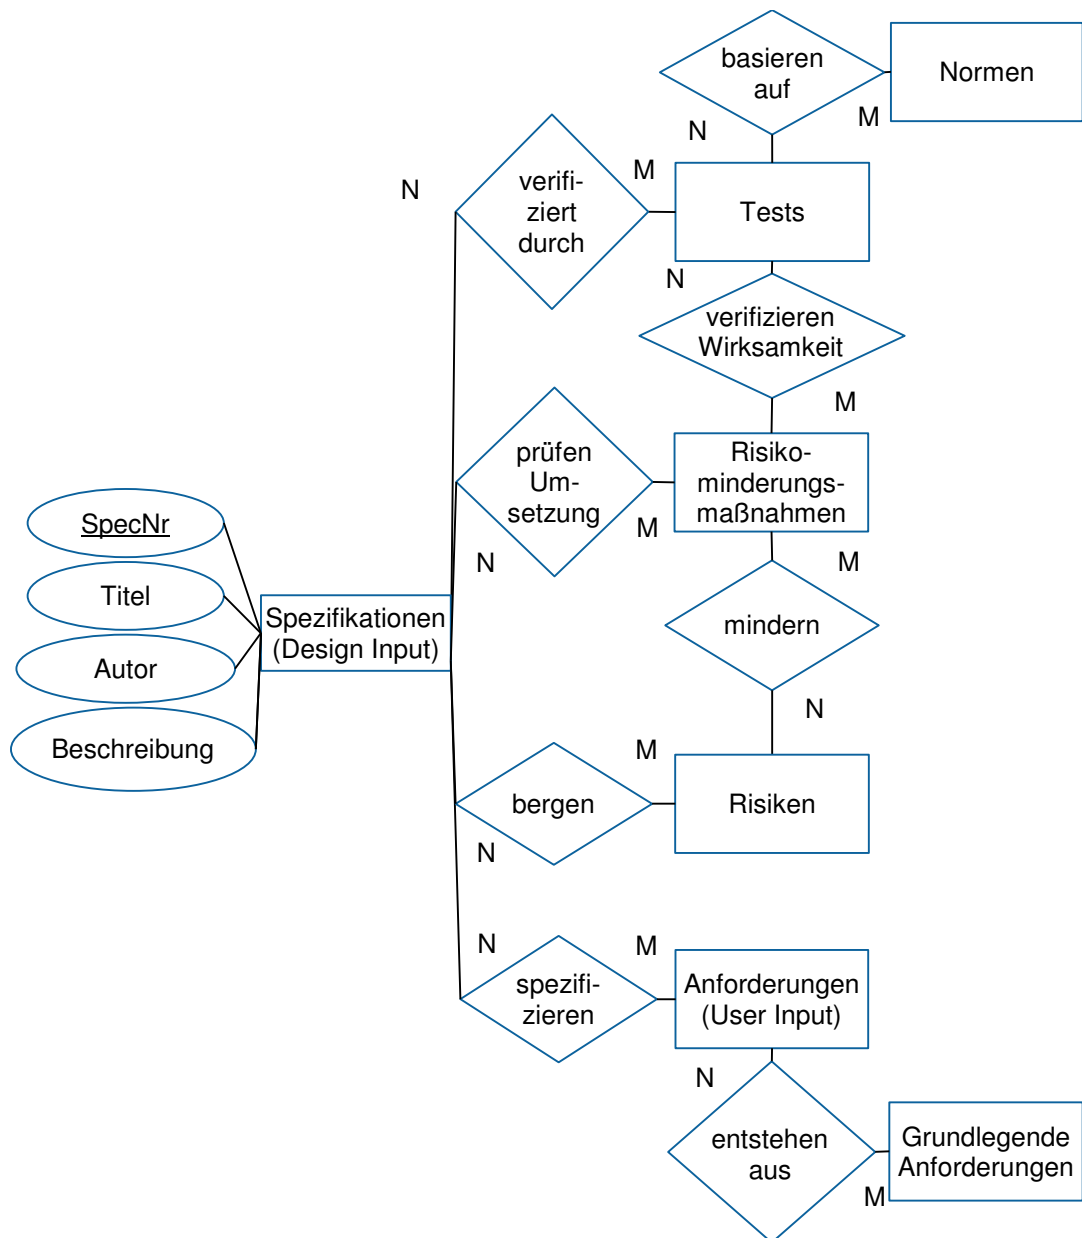 basieren
auf
Normen
N
M
N
verifi-
ziert
durch
M
Tests
N
verifizieren
Wirksamkeit
M
prüfen
Um-
setzung
N
M
Risiko-
minderungs-
maßnahmen
M
SpecNr
Titel
Autor
Beschreibung
Spezifikationen
(Design Input)
mindern
N
bergen
N
M
Risiken
N
spezifi-
zieren
M
Anforderungen
(User Input)
N
entstehen
aus
M
Grundlegende
Anforderungen